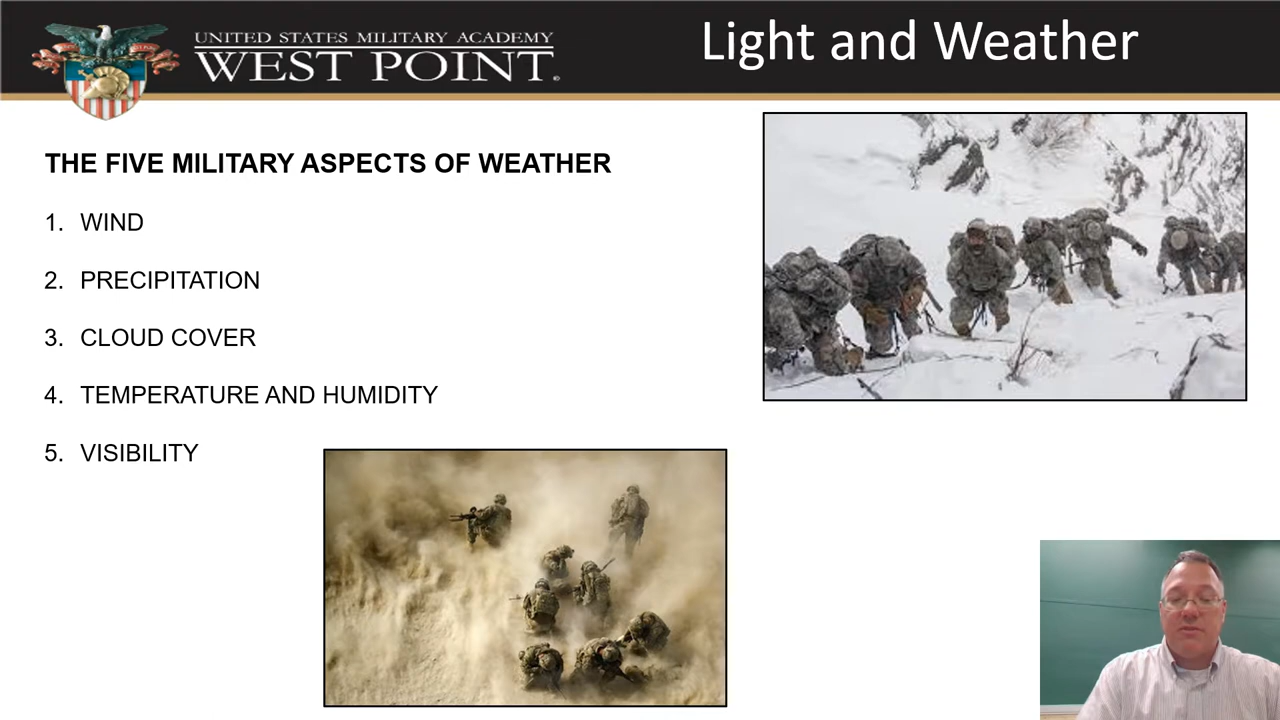 UNITED STATES MILITARY ACADEMY
WEST POINT.
Light and Weather
THE FIVE MILITARY ASPECTS OF WEATHER
1. WIND
2. PRECIPITATION
3. CLOUD COVER
4. TEMPERATURE AND HUMIDITY
5. VISIBILITY